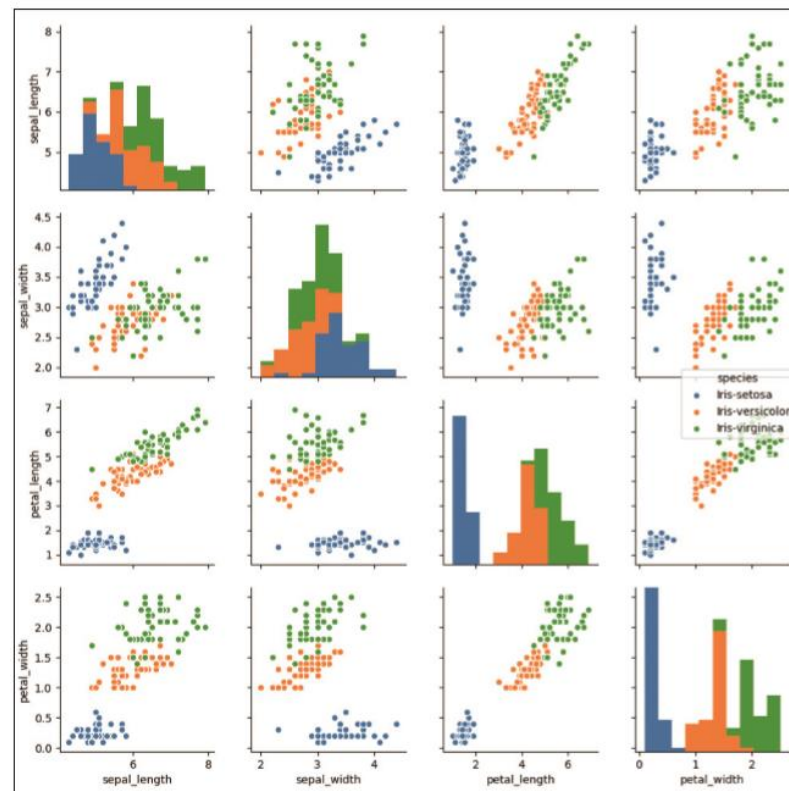 8
7
6
5
sepal_length
4.5
4.0
3.5
3.0
2.5
2.0
sepal_width
species
Iris-setosa
Iris-versicolor
Iris-virginica
7
6
5
4
3
2
1
petal_length
2.5
2.0
1.5
1.0
0.5
0.0
petal_width
6 8
2 3 4
2 4 6
0 1 2
sepal_length sepal_width petal_length petal_width